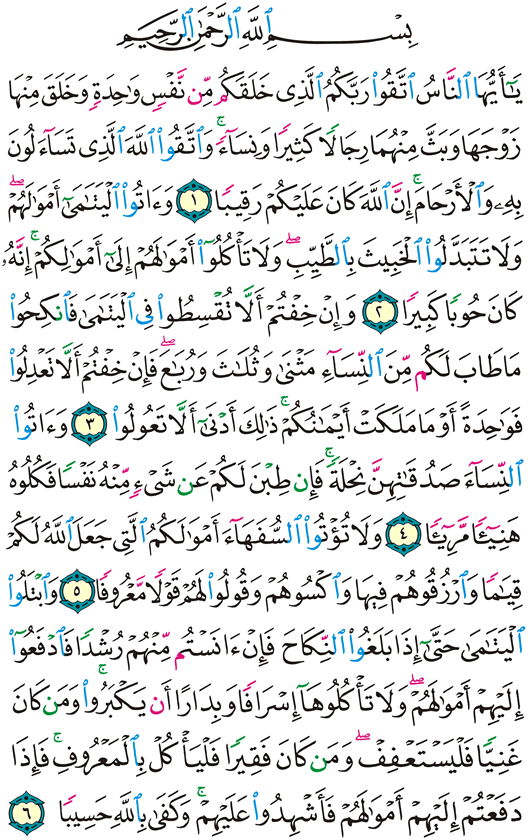 بِسْمِ ٱللَّهِ ٱلرَّحْمَٰنِ ٱلرَّحِيمِ
يَٰٓأَيُّهَا ٱلنَّاسُ ٱتَّقُوا۟ رَبَّكُمُ ٱلَّذِى خَلَقَكُم مِّن نَّفْسٍ وَٰحِدَةٍ وَخَلَقَ مِنْهَا
زَوْجَهَا وَبَثَّ مِنْهُمَا رِجَالًا كَثِيرًا وَنِسَآءً ۚ وَٱتَّقُوا۟ ٱللَّهَ ٱلَّذِى تَسَآءَلُونَ
بِهِۦ وَٱلْأَرْحَامَ ۚ إِنَّ ٱللَّهَ كَانَ عَلَيْكُمْ رَقِيبًا ١ وَءَاتُوا۟ ٱلْيَتَٰمَىٰٓ أَمْوَٰلَهُمْ ۖ
وَلَا تَتَبَدَّلُوا۟ ٱلْخَبِيثَ بِٱلطَّيِّبِ ۖ وَلَا تَأْكُلُوٓا۟ أَمْوَٰلَهُمْ إِلَىٰٓ أَمْوَٰلِكُمْ ۚ إِنَّهُۥ
كَانَ حُوبًا كَبِيرًا ٢ وَإِنْ خِفْتُمْ أَلَّا تُقْسِطُوا۟ فِى ٱلْيَتَٰمَىٰ فَٱنكِحُوا۟
مَا طَابَ لَكُم مِّنَ ٱلنِّسَآءِ مَثْنَىٰ وَثُلَٰثَ وَرُبَٰعَ ۖ فَإِنْ خِفْتُمْ أَلَّا تَعْدِلُوا۟
فَوَٰحِدَةً أَوْ مَا مَلَكَتْ أَيْمَٰنُكُمْ ۚ ذَٰلِكَ أَدْنَىٰٓ أَلَّا تَعُولُوا۟ ٣ وَءَاتُوا۟
ٱلنِّسَآءَ صَدُقَٰتِهِنَّ نِحْلَةً ۚ فَإِن طِبْنَ لَكُمْ عَن شَىْءٍ مِّنْهُ نَفْسًا فَكُلُوهُ
هَنِيٓـًٔا مَّرِيٓـًٔا ٤ وَلَا تُؤْتُوا۟ ٱلسُّفَهَآءَ أَمْوَٰلَكُمُ ٱلَّتِى جَعَلَ ٱللَّهُ لَكُمْ
قِيَٰمًا وَٱرْزُقُوهُمْ فِيهَا وَٱكْسُوهُمْ وَقُولُوا۟ لَهُمْ قَوْلًا مَّعْرُوفًا ٥ وَٱبْتَلُوا۟
ٱلْيَتَٰمَىٰ حَتَّىٰٓ إِذَا بَلَغُوا۟ ٱلنِّكَاحَ فَإِنْ ءَانَسْتُم مِّنْهُمْ رُشْدًا فَٱدْفَعُوٓا۟
إِلَيْهِمْ أَمْوَٰلَهُمْ ۖ وَلَا تَأْكُلُوهَآ إِسْرَافًا وَبِدَارًا أَن يَكْبَرُوا۟ ۚ وَمَن كَانَ
غَنِيًّا فَلْيَسْتَعْفِفْ ۖ وَمَن كَانَ فَقِيرًا فَلْيَأْكُلْ بِٱلْمَعْرُوفِ ۚ فَإِذَا
دَفَعْتُمْ إِلَيْهِمْ أَمْوَٰلَهُمْ فَأَشْهِدُوا۟ عَلَيْهِمْ ۚ وَكَفَىٰ بِٱللَّهِ حَسِيبًا ٦